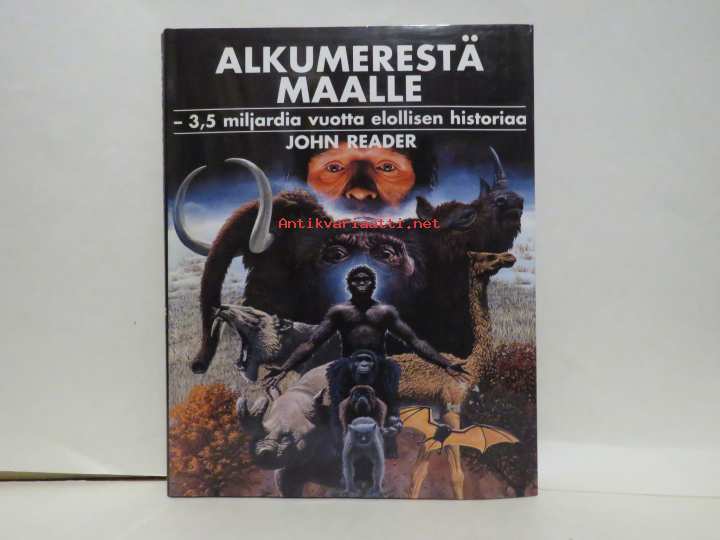 ALKUMERESTÄ
MAALLE
– 3,5 miljardia vuotta elollisen historiaa
JOHN READER
Antikvariaatti.net